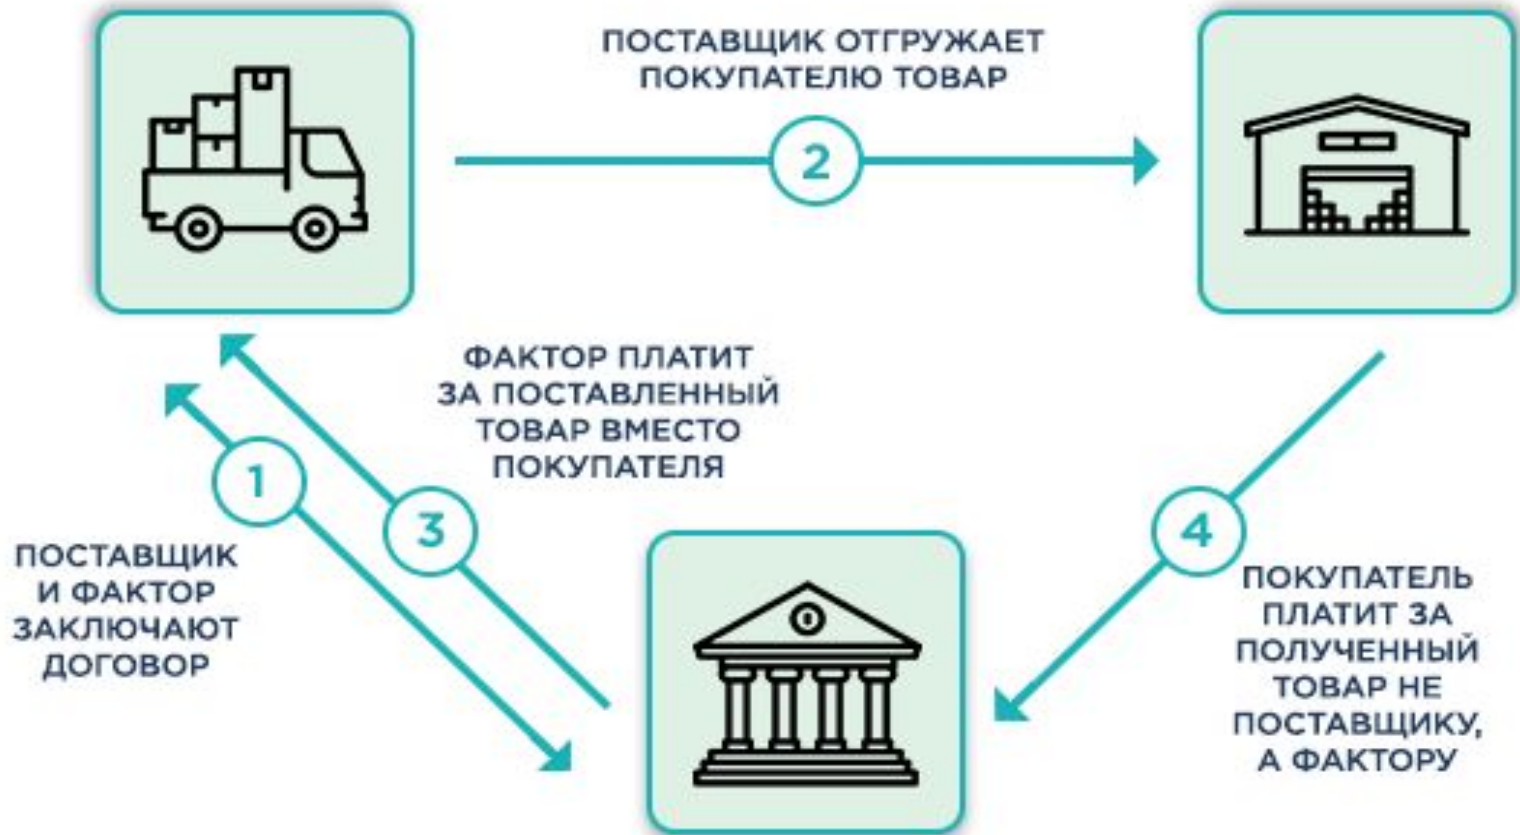 ПОСТАВЩИК ОТГРУЖАЕТ
ПОКУПАТЕЛЮ ТОВАР
2
ФАКТОР ПЛАТИТ
ЗА ПОСТАВЛЕННЫЙ
ТОВАР ВМЕСТО
ПОКУПАТЕЛЯ
1
3
4
ПОСТАВЩИК
И ФАКТОР
ЗАКЛЮЧАЮТ
ДОГОВОР
ПОКУПАТЕЛЬ
ПЛАТИТ ЗА
ПОЛУЧЕННЫЙ
ТОВАР НЕ
ПОСТАВЩИКУ,
А ФАКТОРУ